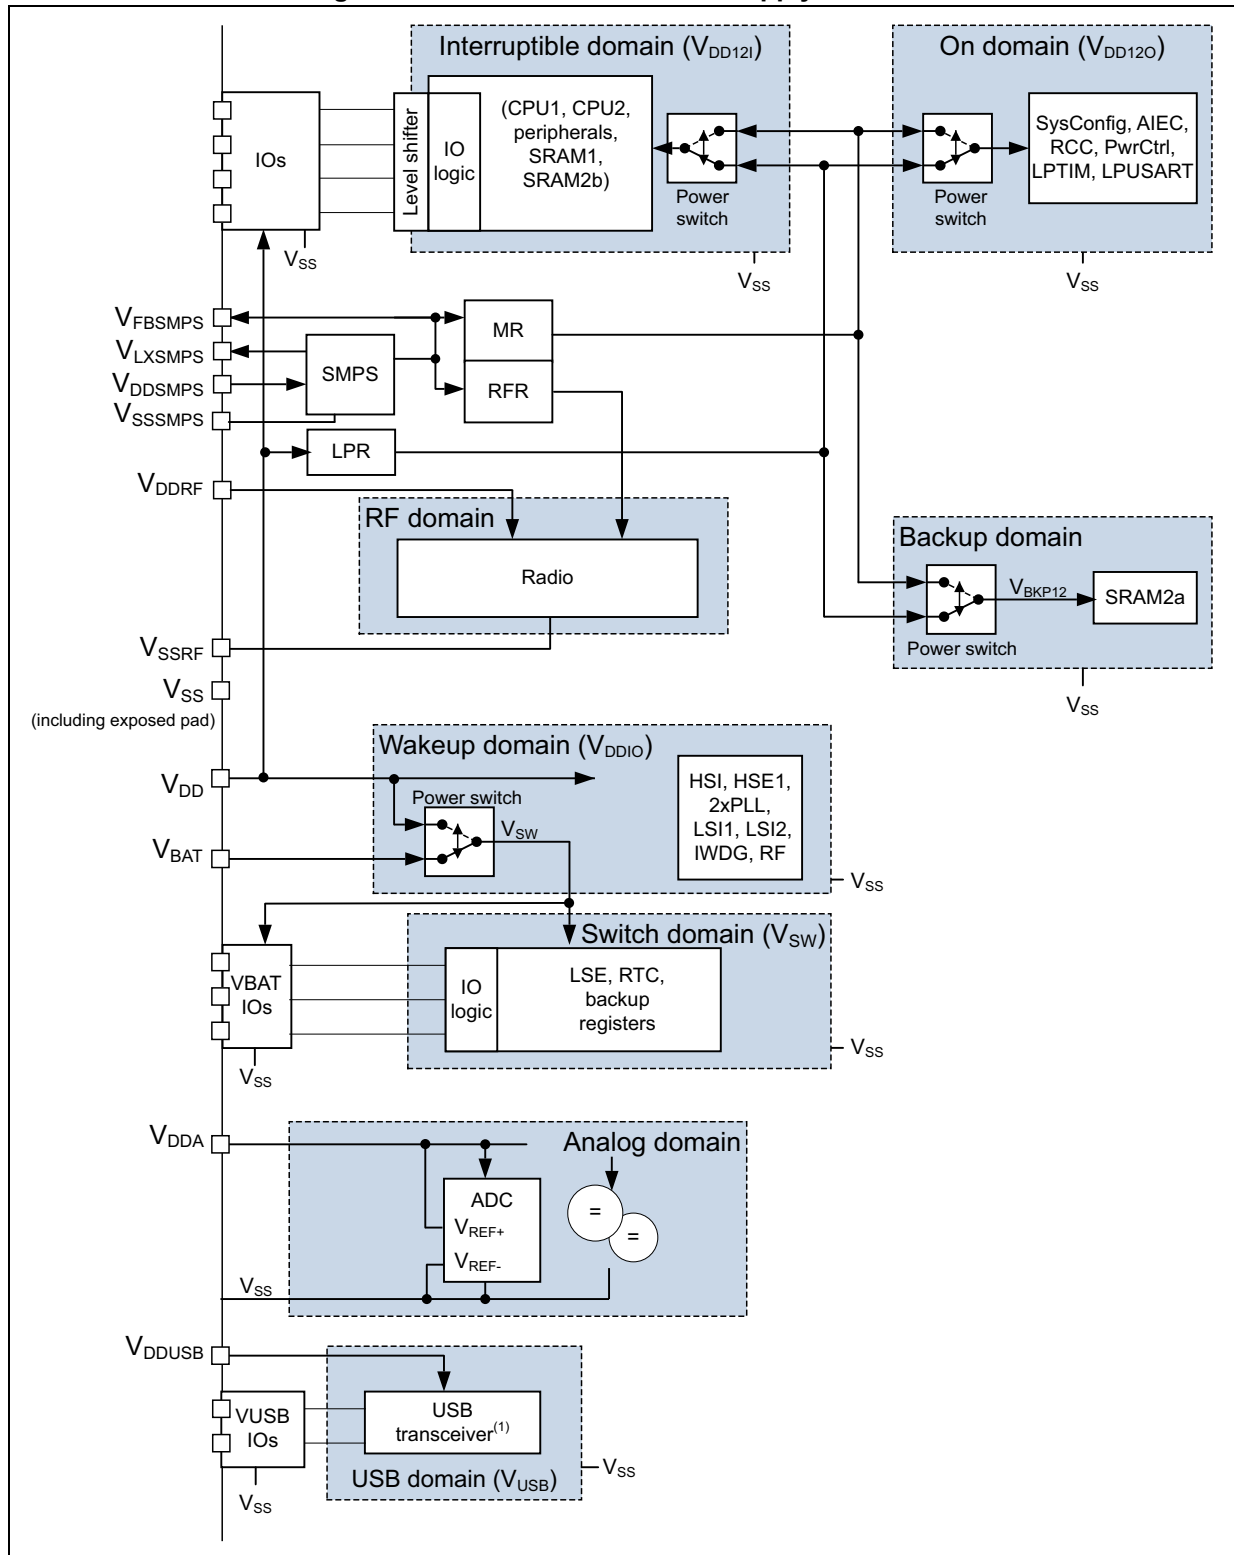 Interruptible domain (VDD12I)
On domain (VDD12O)
IOs
Level shifter
IO
logic
(CPU1, CPU2,
peripherals,
SRAM1,
SRAM2b)
Power
switch
Power
switch
SysConfig, AIEC,
RCC, PwrCtrl,
LPTIM, LPUSART
VSS
VSS
VSS
VFBSMPS
VLXSMPS
VDDSMPS
VSSSMPS
SMPS
MR
RFR
LPR
VDDRF
RF domain
Radio
VSSRF
VSS
(including exposed pad)
Backup domain
VBKP12
SRAM2a
Power switch
VSS
Wakeup domain (VDDIO)
VDD
Power switch
VSW
VBAT
HSI, HSE1,
2xPLL,
LSI1, LSI2,
IWDG, RF
VSS
Switch domain (VSW)
VBAT
IOs
IO
logic
LSE, RTC,
backup
registers
VSS
VSS
VDDA
Analog domain
ADC
VREF+
VREF-
=
=
VSS
VDDUSB
VUSB
IOs
USB
transceiver(1)
USB domain (VUSB)
VSS
VSS